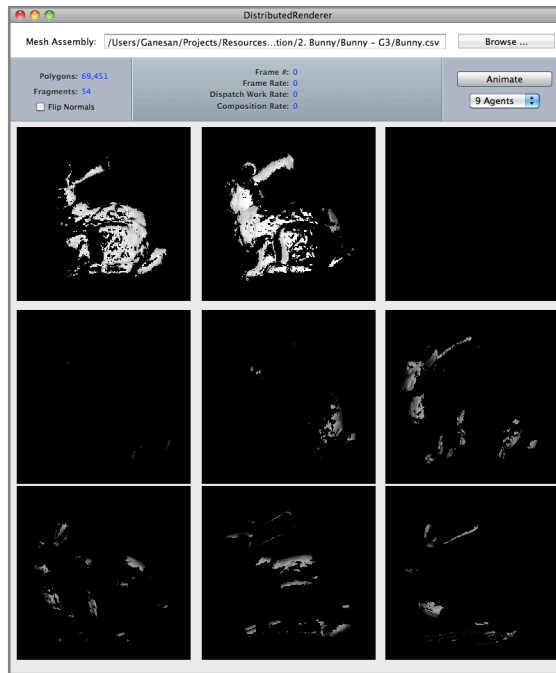 DistributedRenderer
Mesh Assembly: /Users/Ganesan/Projects/Resources...tion/2. Bunny/Bunny – G3/Bunny.csv Browse ...
Polygons: 69,451
Fragments: 54
Flip Normals
Frame #: 0
Frame Rate: 0
Dispatch Work Rate: 0
Composition Rate: 0
Animate
9 Agents